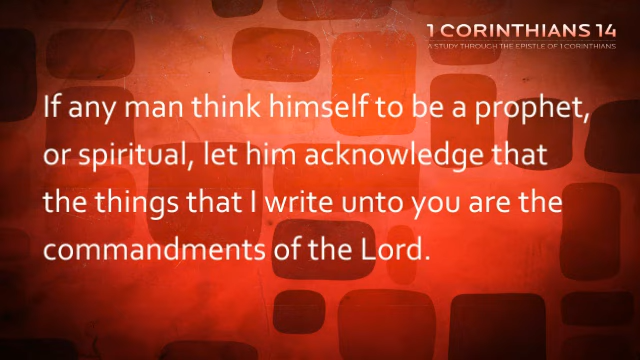 1 CORINTHIANS 14
A STUDY THROUGH THE EPISTLE OF 1 CORINTHIANS
If any man think himself to be a prophet,
or spiritual, let him acknowledge that
the things that I write unto you are the
commandments of the Lord.